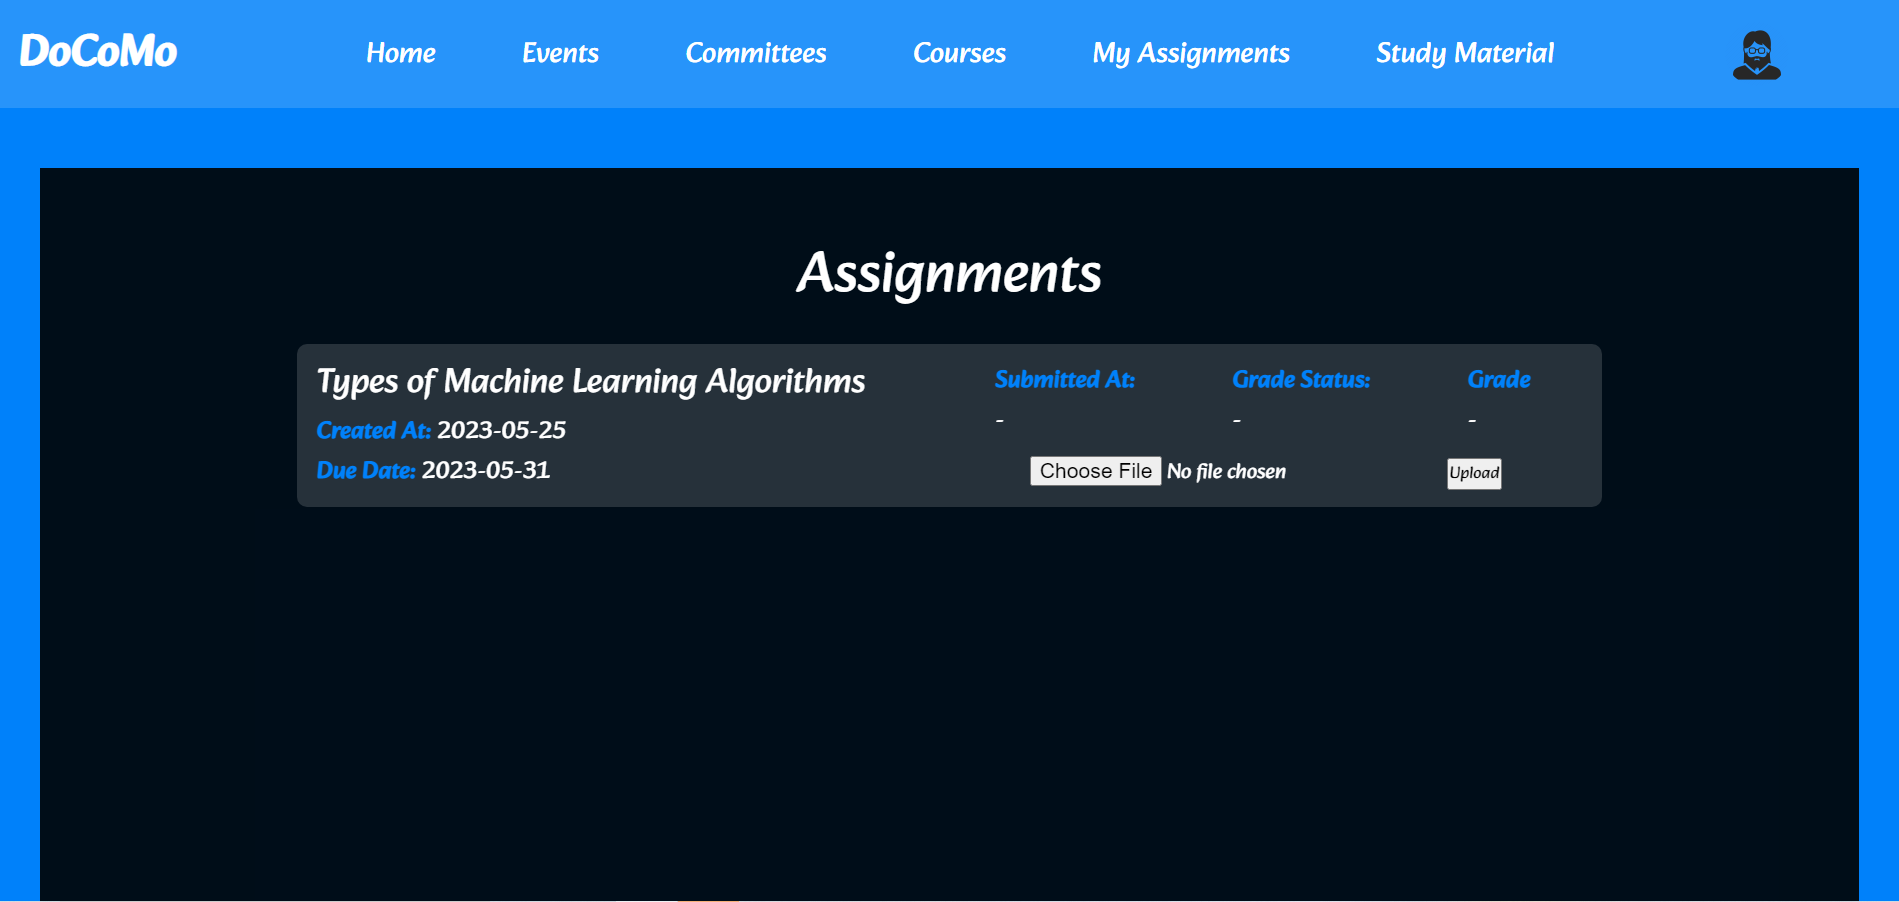 DoCoMo Home Events Committees Courses My Assignments Study Material
Assignments
Types of Machine Learning Algorithms Submitted At: Grade Status: Grade
Created At: 2023-05-25 - - -
Due Date: 2023-05-31 Choose File No file chosen Upload